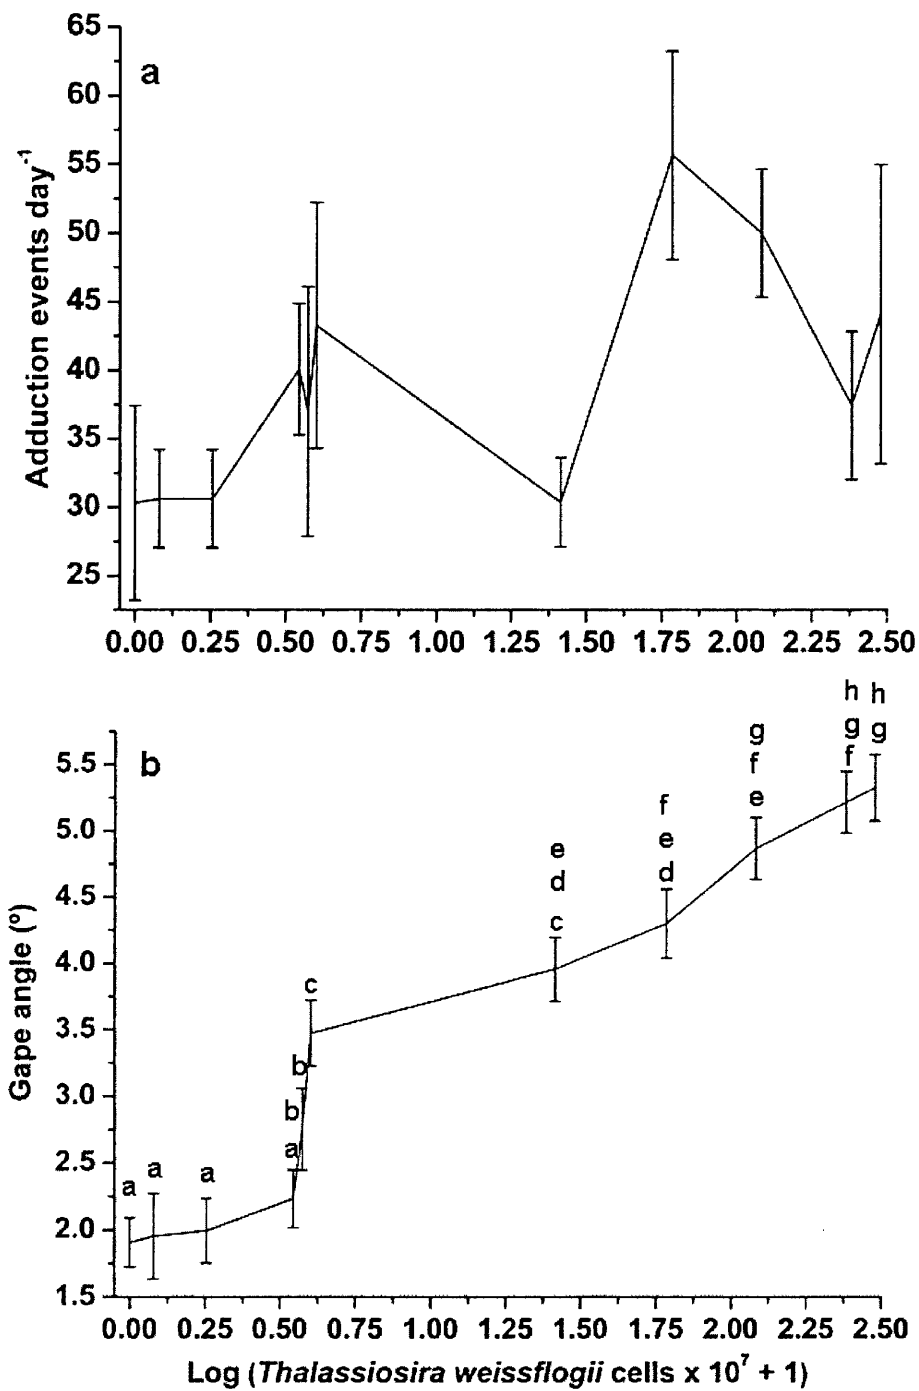 65
a
60
55
50
45
40
35
30
25
Adduction events day⁻¹
0.00 0.25 0.50 0.75 1.00 1.25 1.50 1.75 2.00 2.25 2.50
h h
g g
g f
f
e
f
e
d
e
d
c
c
b
b
a
a a a
b
5.5
5.0
4.5
4.0
3.5
3.0
2.5
2.0
1.5
Gape angle (º)
0.00 0.25 0.50 0.75 1.00 1.25 1.50 1.75 2.00 2.25 2.50
Log (Thalassiosira weissflogii cells x 10⁷ + 1)